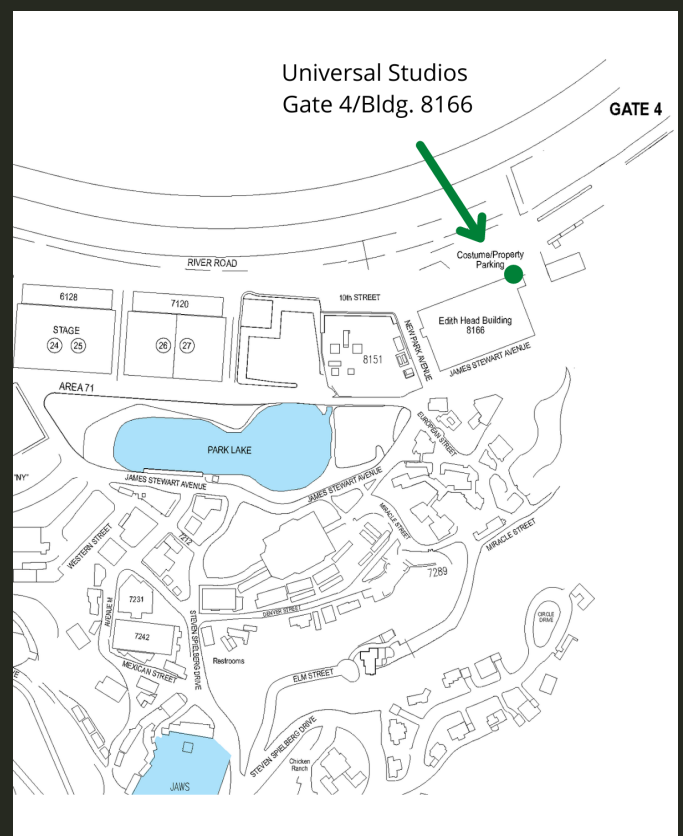 Universal Studios
Gate 4/Bldg. 8166
GATE 4
Costume/Property
Parking
RIVER ROAD
10th STREET
6128
7120
STAGE
24 25
26 27
Edith Head Building
8166
NEW PARK AVENUE
8151
JAMES STEWART AVENUE
AREA 71
EUROPEAN STREET
PARK LAKE
"NY"
JAMES STEWART AVENUE
JAMES STEWART AVENUE
MIRACLE STREET
MIRACLE STREET
WESTERN STREET
7212
7289
AVENUE M
7231
DENVER STREET
CIRCLE
DRIVE
7242
STEVEN SPIELBERG DRIVE
Restrooms
MEXICAN STREET
ELM STREET
STEVEN SPIELBERG DRIVE
Chicken
Ranch
JAWS